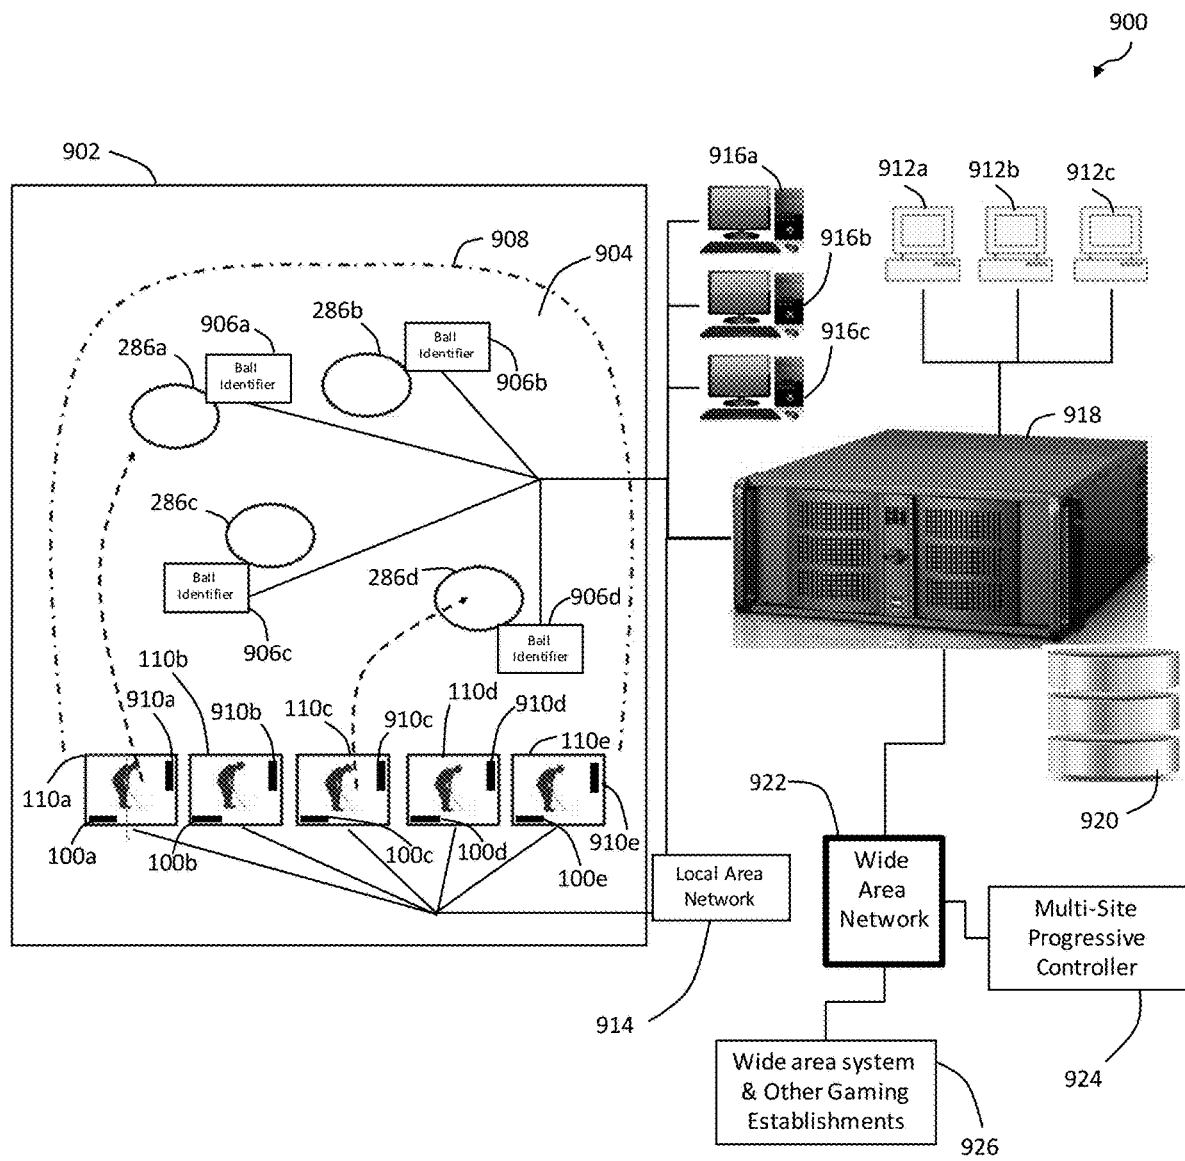 900
902
916a
912a
912b
912c
908
904
916b
286b
906a
916c
286a
Ball
Identifier
Ball
Identifier
906b
918
286c
286d
Ball
Identifier
906d
906c
Ball
Identifier
110b
910a
910b
110c
910c
110d
910d
110e
110a
922
920
100a
100b
100c
100d
100e
910e
Local Area
Network
Wide
Area
Network
Multi-Site
Progressive
Controller
914
924
Wide area system
& Other Gaming
Establishments
926